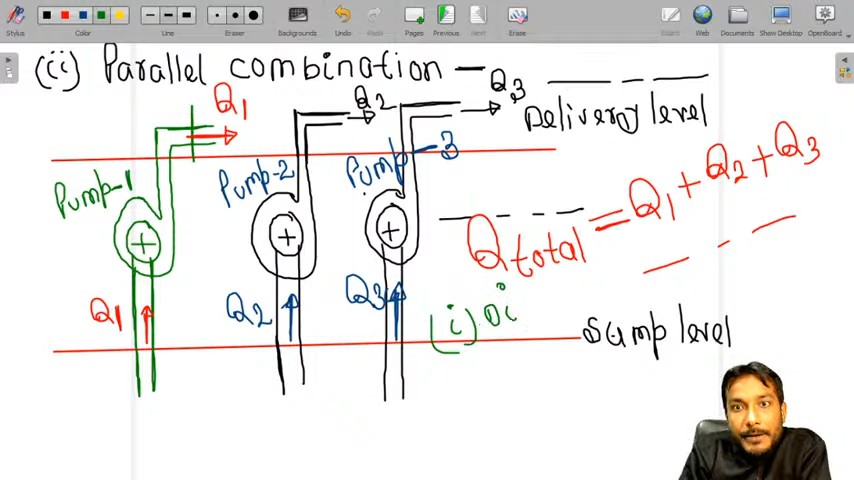 Stylus
Color
Line
Eraser
Backgrounds
Undo
Redo
Pages
Previous
Next
Erase
OpenBoard
Web
Documents
Show Desktop
OpenBoard
(ii) Parallel combination —
Q1
Q2
Q3
Delivery level
Pump-1
Pump-2
Pump-3
Q total = Q1 + Q2 + Q3
Q1
Q2
Q3
(i) Di
Sump level